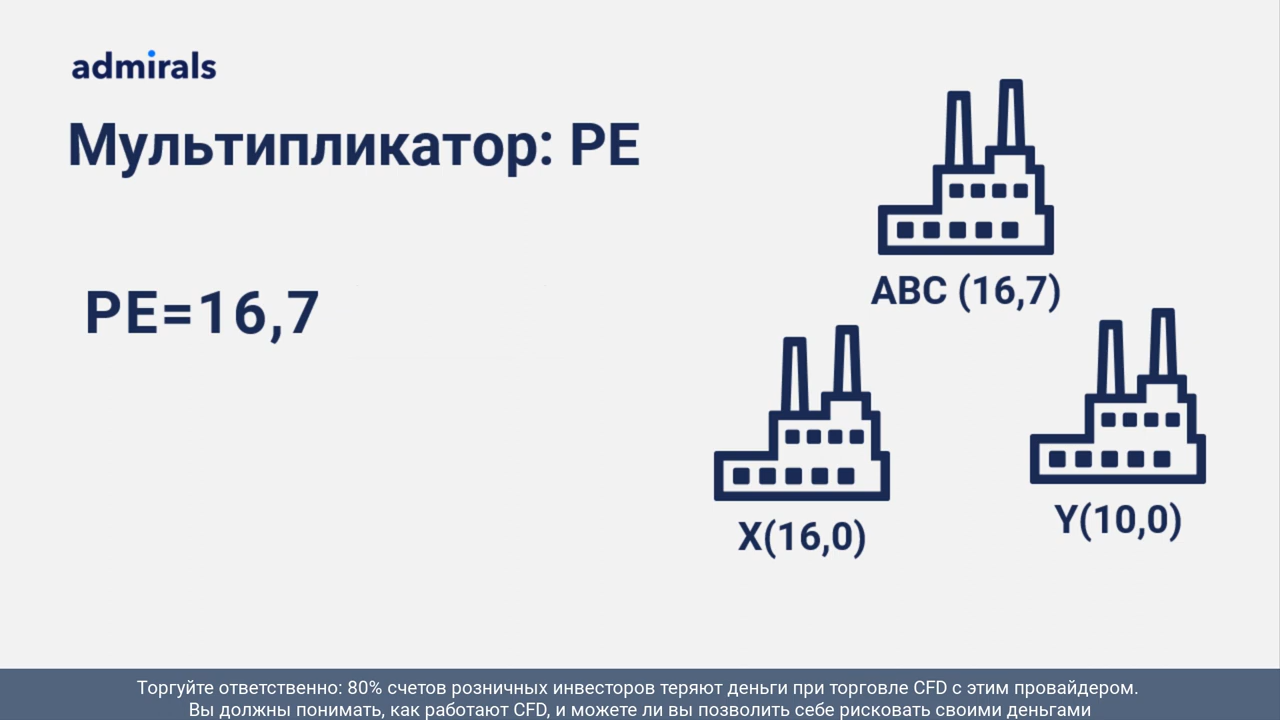 admirals
Мультипликатор: PE
PE=16,7
ABC (16,7)
X(16,0)
Y(10,0)
Торгуйте ответственно: 80% счетов розничных инвесторов теряют деньги при торговле CFD с этим провайдером.
Вы должны понимать, как работают CFD, и можете ли вы позволить себе рисковать своими деньгами